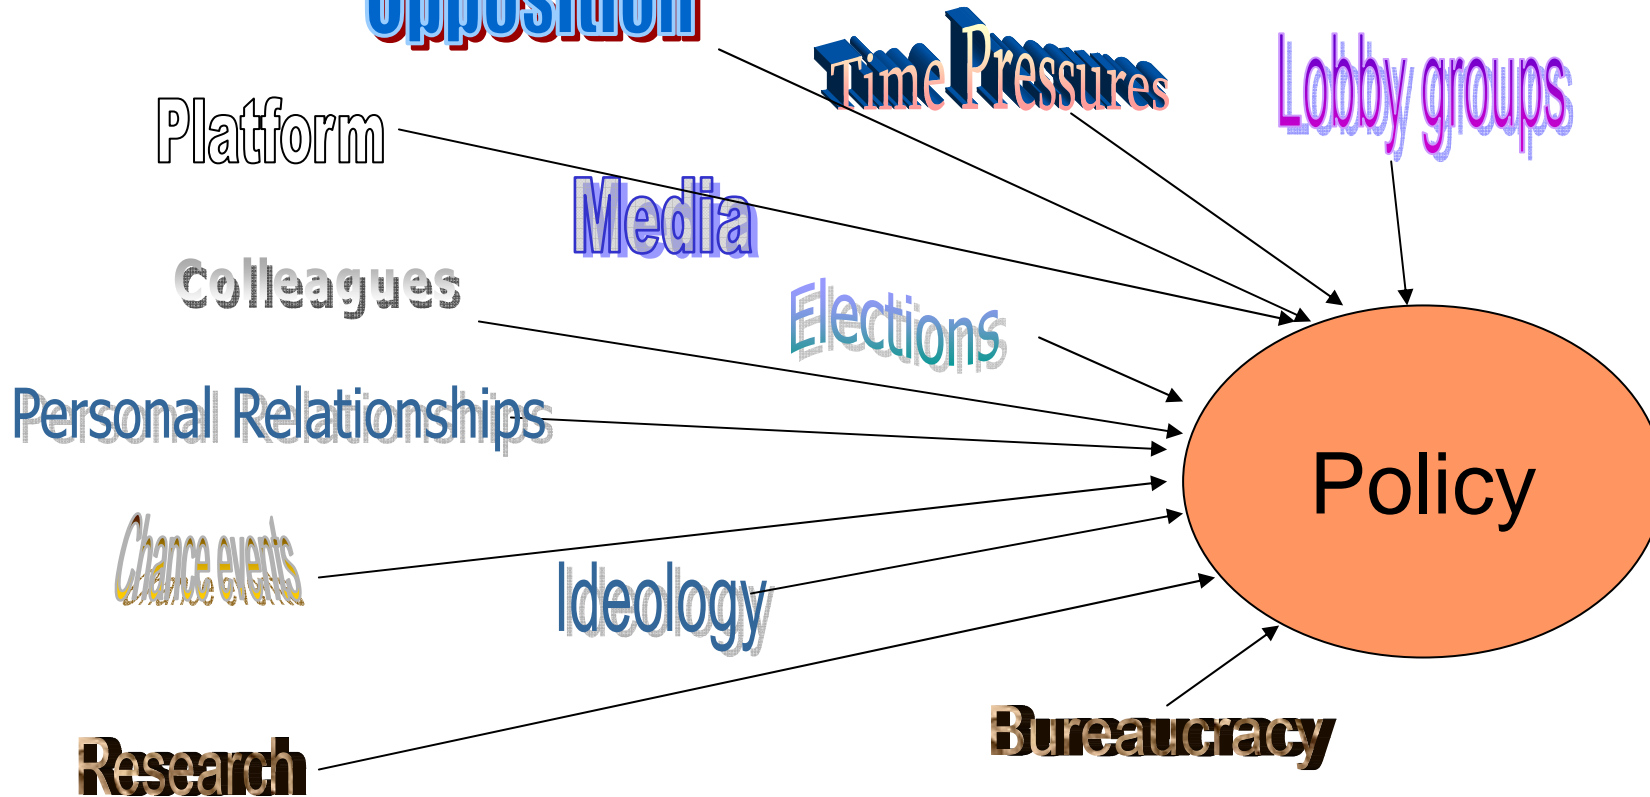 Opposition
Time Pressures
Lobby groups
Platform
Media
Colleagues
Elections
Personal Relationships
Policy
Chance events
Ideology
Bureaucracy
Research